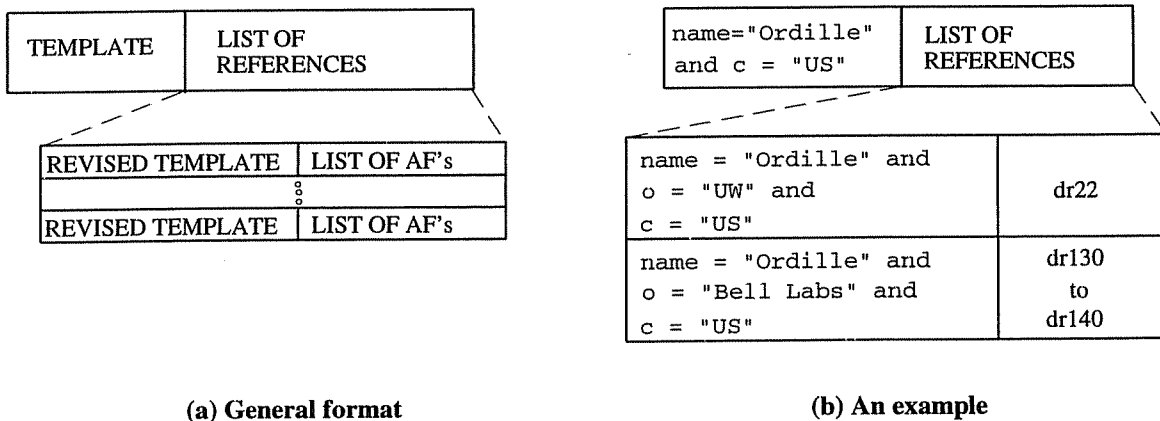 TEMPLATE
LIST OF
REFERENCES
REVISED TEMPLATE
LIST OF AF's
REVISED TEMPLATE
LIST OF AF's
(a) General format
name="Ordille"
and c = "US"
LIST OF
REFERENCES
name = "Ordille" and
o = "UW" and
c = "US"
dr22
name = "Ordille" and
o = "Bell Labs" and
c = "US"
dr130
to
dr140
(b) An example